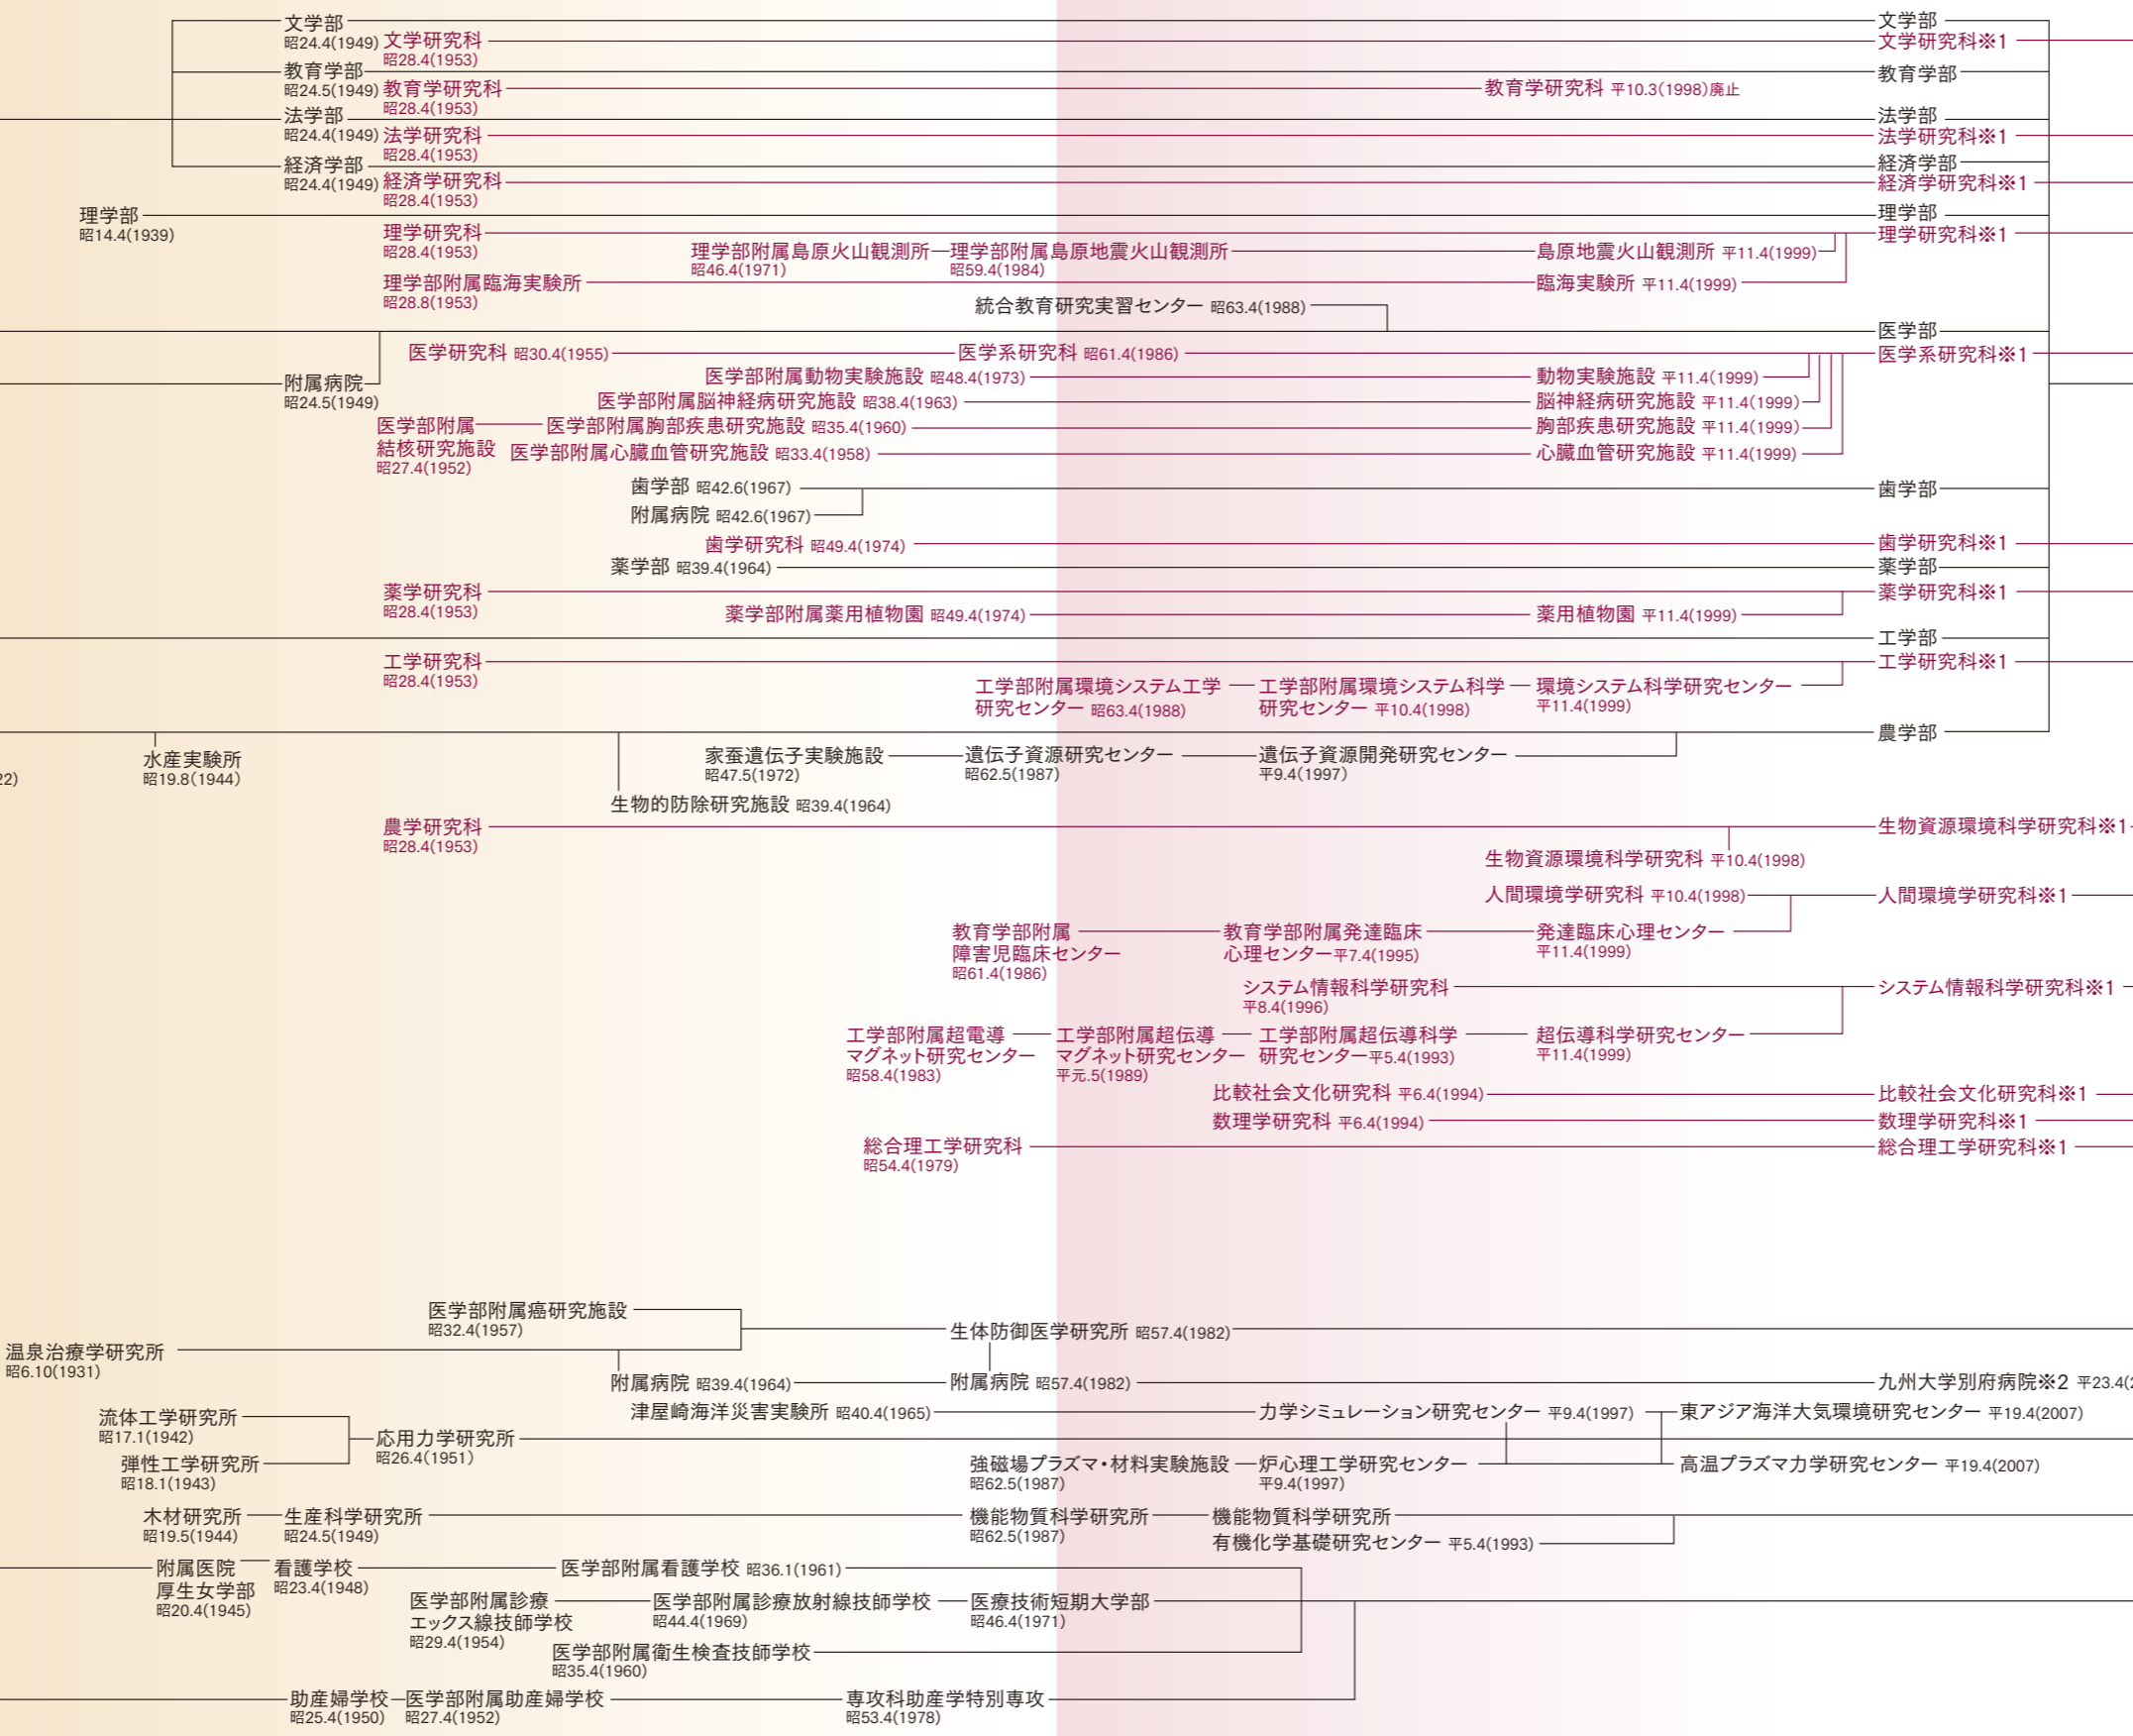 文学部
昭24.4(1949)
文学研究科
昭28.4(1953)
文学部
文学研究科※1
教育学部
昭24.5(1949)
教育学研究科
昭28.4(1953)
教育学研究科 平10.3(1998)廃止
教育学部
法学部
昭24.4(1949)
法学研究科
昭28.4(1953)
法学部
法学研究科※1
経済学部
昭24.4(1949)
経済学研究科
昭28.4(1953)
経済学部
経済学研究科※1
理学部
昭14.4(1939)
理学部
理学研究科
昭28.4(1953)
理学研究科※1
理学部附属島原火山観測所
昭46.4(1971)
理学部附属島原地震火山観測所
昭59.4(1984)
島原地震火山観測所 平11.4(1999)
理学部附属臨海実験所
昭28.8(1953)
臨海実験所 平11.4(1999)
統合教育研究実習センター 昭63.4(1988)
医学部
医学研究科 昭30.4(1955)
医学系研究科 昭61.4(1986)
医学系研究科※1
附属病院
昭24.5(1949)
医学部附属動物実験施設 昭48.4(1973)
動物実験施設 平11.4(1999)
医学部附属脳神経病研究施設 昭38.4(1963)
脳神経病研究施設 平11.4(1999)
医学部附属
結核研究施設
昭27.4(1952)
医学部附属胸部疾患研究施設 昭35.4(1960)
胸部疾患研究施設 平11.4(1999)
医学部附属心臓血管研究施設 昭33.4(1958)
心臓血管研究施設 平11.4(1999)
歯学部 昭42.6(1967)
歯学部
附属病院 昭42.6(1967)
歯学研究科 昭49.4(1974)
歯学研究科※1
薬学部 昭39.4(1964)
薬学部
薬学研究科
昭28.4(1953)
薬学研究科※1
薬学部附属薬用植物園 昭49.4(1974)
薬用植物園 平11.4(1999)
工学部
工学研究科
昭28.4(1953)
工学研究科※1
工学部附属環境システム工学
研究センター 昭63.4(1988)
工学部附属環境システム科学
研究センター 平10.4(1998)
環境システム科学研究センター
平11.4(1999)
農学部
22)
水産実験所
昭19.8(1944)
家蚕遺伝子実験施設
昭47.5(1972)
遺伝子資源研究センター
昭62.5(1987)
遺伝子資源開発研究センター
平9.4(1997)
生物的防除研究施設 昭39.4(1964)
農学研究科
昭28.4(1953)
生物資源環境科学研究科※1
生物資源環境科学研究科 平10.4(1998)
人間環境学研究科 平10.4(1998)
人間環境学研究科※1
教育学部附属
障害児臨床センター
昭61.4(1986)
教育学部附属発達臨床
心理センター平7.4(1995)
発達臨床心理センター
平11.4(1999)
システム情報科学研究科
平8.4(1996)
システム情報科学研究科※1
工学部附属超電導
マグネット研究センター
昭58.4(1983)
工学部附属超伝導
マグネット研究センター
平元.5(1989)
工学部附属超伝導科学
研究センター平5.4(1993)
超伝導科学研究センター
平11.4(1999)
比較社会文化研究科 平6.4(1994)
比較社会文化研究科※1
数理学研究科 平6.4(1994)
数理学研究科※1
総合理工学研究科
昭54.4(1979)
総合理工学研究科※1
医学部附属癌研究施設
昭32.4(1957)
生体防御医学研究所 昭57.4(1982)
温泉治療学研究所
昭6.10(1931)
附属病院 昭39.4(1964)
附属病院 昭57.4(1982)
九州大学別府病院※2 平23.4(
津屋崎海洋災害実験所 昭40.4(1965)
力学シミュレーション研究センター 平9.4(1997)
東アジア海洋大気環境研究センター 平19.4(2007)
流体工学研究所
昭17.1(1942)
応用力学研究所
昭26.4(1951)
弾性工学研究所
昭18.1(1943)
強磁場プラズマ・材料実験施設
昭62.5(1987)
炉心理工学研究センター
平9.4(1997)
高温プラズマ力学研究センター 平19.4(2007)
木材研究所
昭19.5(1944)
生産科学研究所
昭24.5(1949)
機能物質科学研究所
昭62.5(1987)
機能物質科学研究所
有機化学基礎研究センター 平5.4(1993)
附属医院
厚生女学部
昭20.4(1945)
看護学校
昭23.4(1948)
医学部附属看護学校 昭36.1(1961)
医学部附属診療
エックス線技師学校
昭29.4(1954)
医学部附属診療放射線技師学校
昭44.4(1969)
医療技術短期大学部
昭46.4(1971)
医学部附属衛生検査技師学校
昭35.4(1960)
助産婦学校
昭25.4(1950)
医学部附属助産婦学校
昭27.4(1952)
専攻科助産学特別専攻
昭53.4(1978)